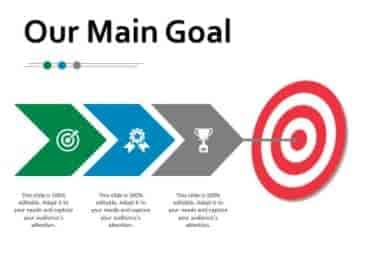 Our Main Goal
This slide is 100%
editable. Adapt it to
your needs and capture
your audience's
attention.
This slide is 100%
editable. Adapt it to
your needs and capture
your audience's
attention.
This slide is 100%
editable. Adapt it to
your needs and capture
your audience's
attention.